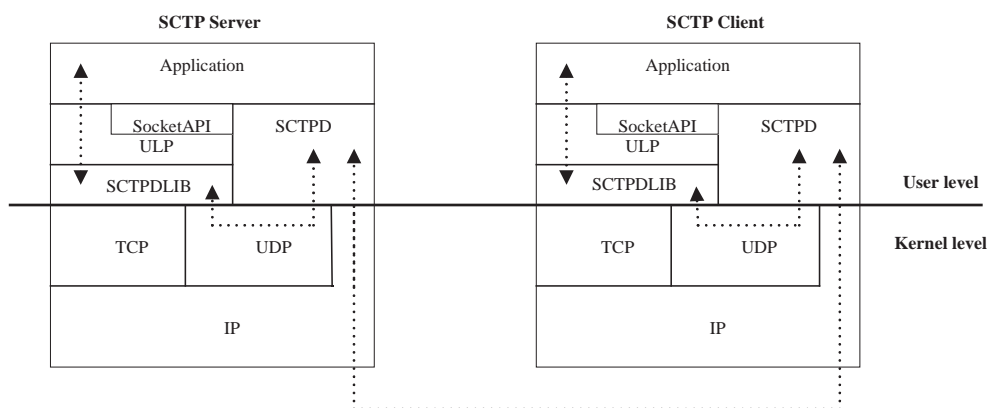 SCTP Server
SCTP Client
Application
Application
SocketAPI
SCTPD
ULP
SCTPDLIB
SocketAPI
SCTPD
ULP
SCTPDLIB
User level
Kernel level
TCP
UDP
TCP
UDP
IP
IP